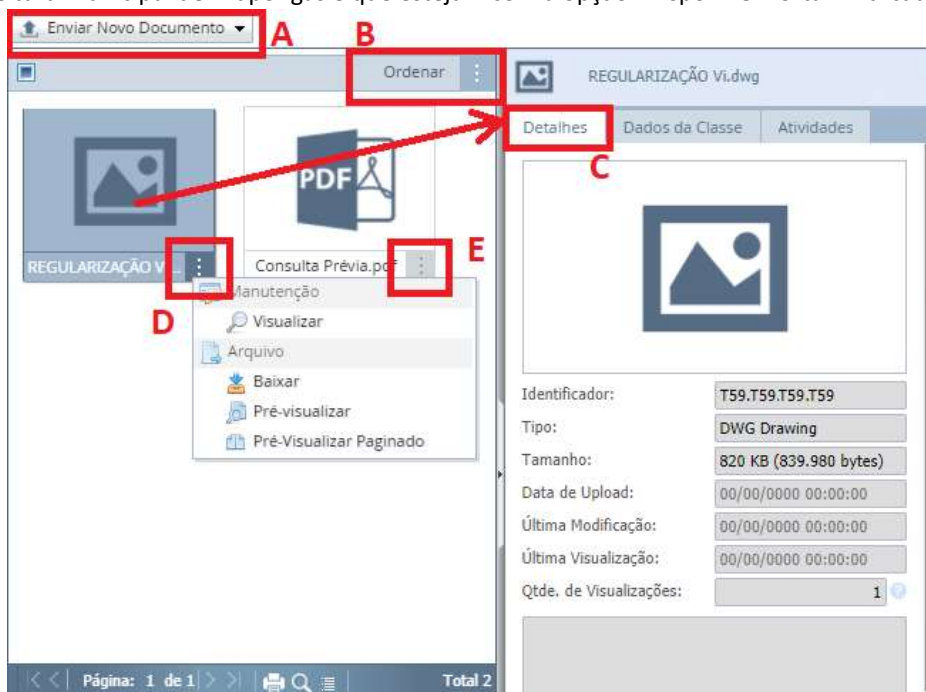 Enviar Novo Documento
A
B
Ordenar
REGULARIZAÇÃO Vi.dwg
Detalhes
Dados da Classe
Atividades
C
PDF
REGULARIZAÇÃO V...
Consulta Prévia.pdf
E
D
Manutenção
Visualizar
Arquivo
Baixar
Pré-visualizar
Pré-Visualizar Paginado
Identificador: T59.T59.T59.T59
Tipo: DWG Drawing
Tamanho: 820 KB (839.980 bytes)
Data de Upload: 00/00/0000 00:00:00
Última Modificação: 00/00/0000 00:00:00
Última Visualização: 00/00/0000 00:00:00
Qtde. de Visualizações: 1
Página: 1 de 1
Total 2